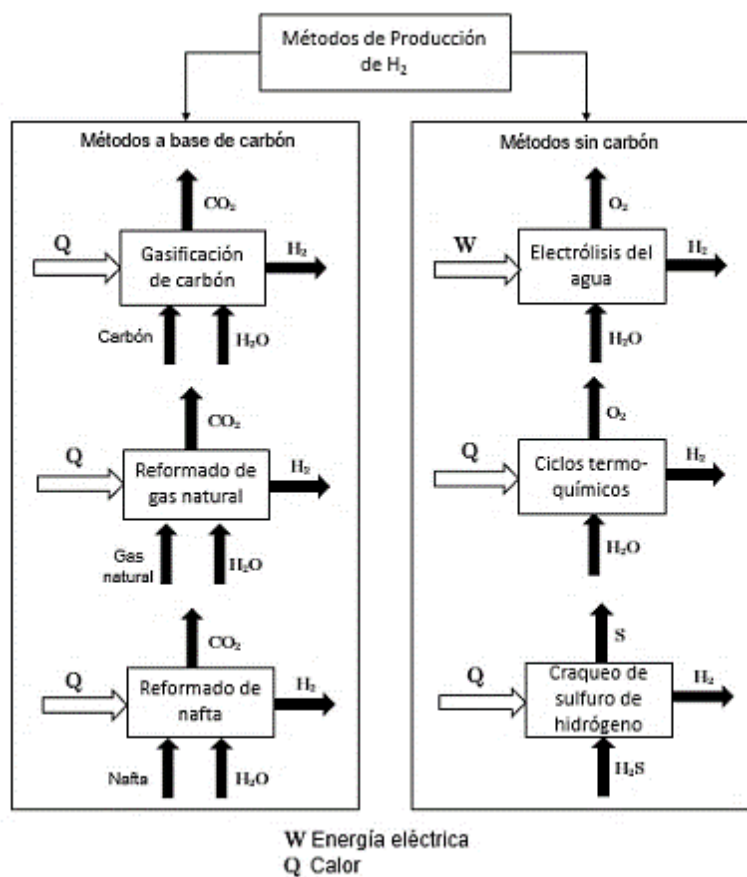 Métodos de Producción
de H₂
Métodos a base de carbón
CO₂
Q
Gasificación
de carbón
H₂
Carbón
H₂O
CO₂
Q
Reformado de
gas natural
H₂
Gas
natural
H₂O
CO₂
Q
Reformado de
nafta
H₂
Nafta
H₂O
Métodos sin carbón
O₂
W
Electrólisis del
agua
H₂
H₂O
O₂
Q
Ciclos termo-
químicos
H₂
H₂O
S
Q
Craqueo de
sulfuro de
hidrógeno
H₂
H₂S
W Energía eléctrica
Q Calor